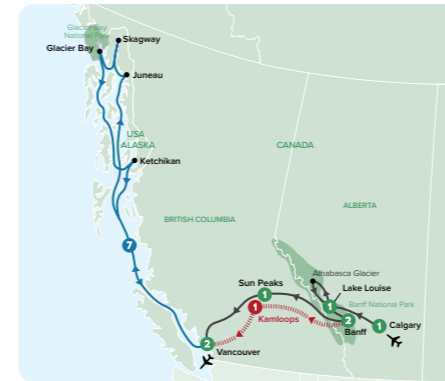 Glacier Bay
National Park
Glacier Bay
Skagway
Juneau
USA
ALASKA
Ketchikan
CANADA
ALBERTA
BRITISH COLUMBIA
7
Athabasca Glacier
Sun Peaks
1
1
Kamloops
1
Lake Louise
Banff National Park
2
Banff
1
Calgary
2
Vancouver